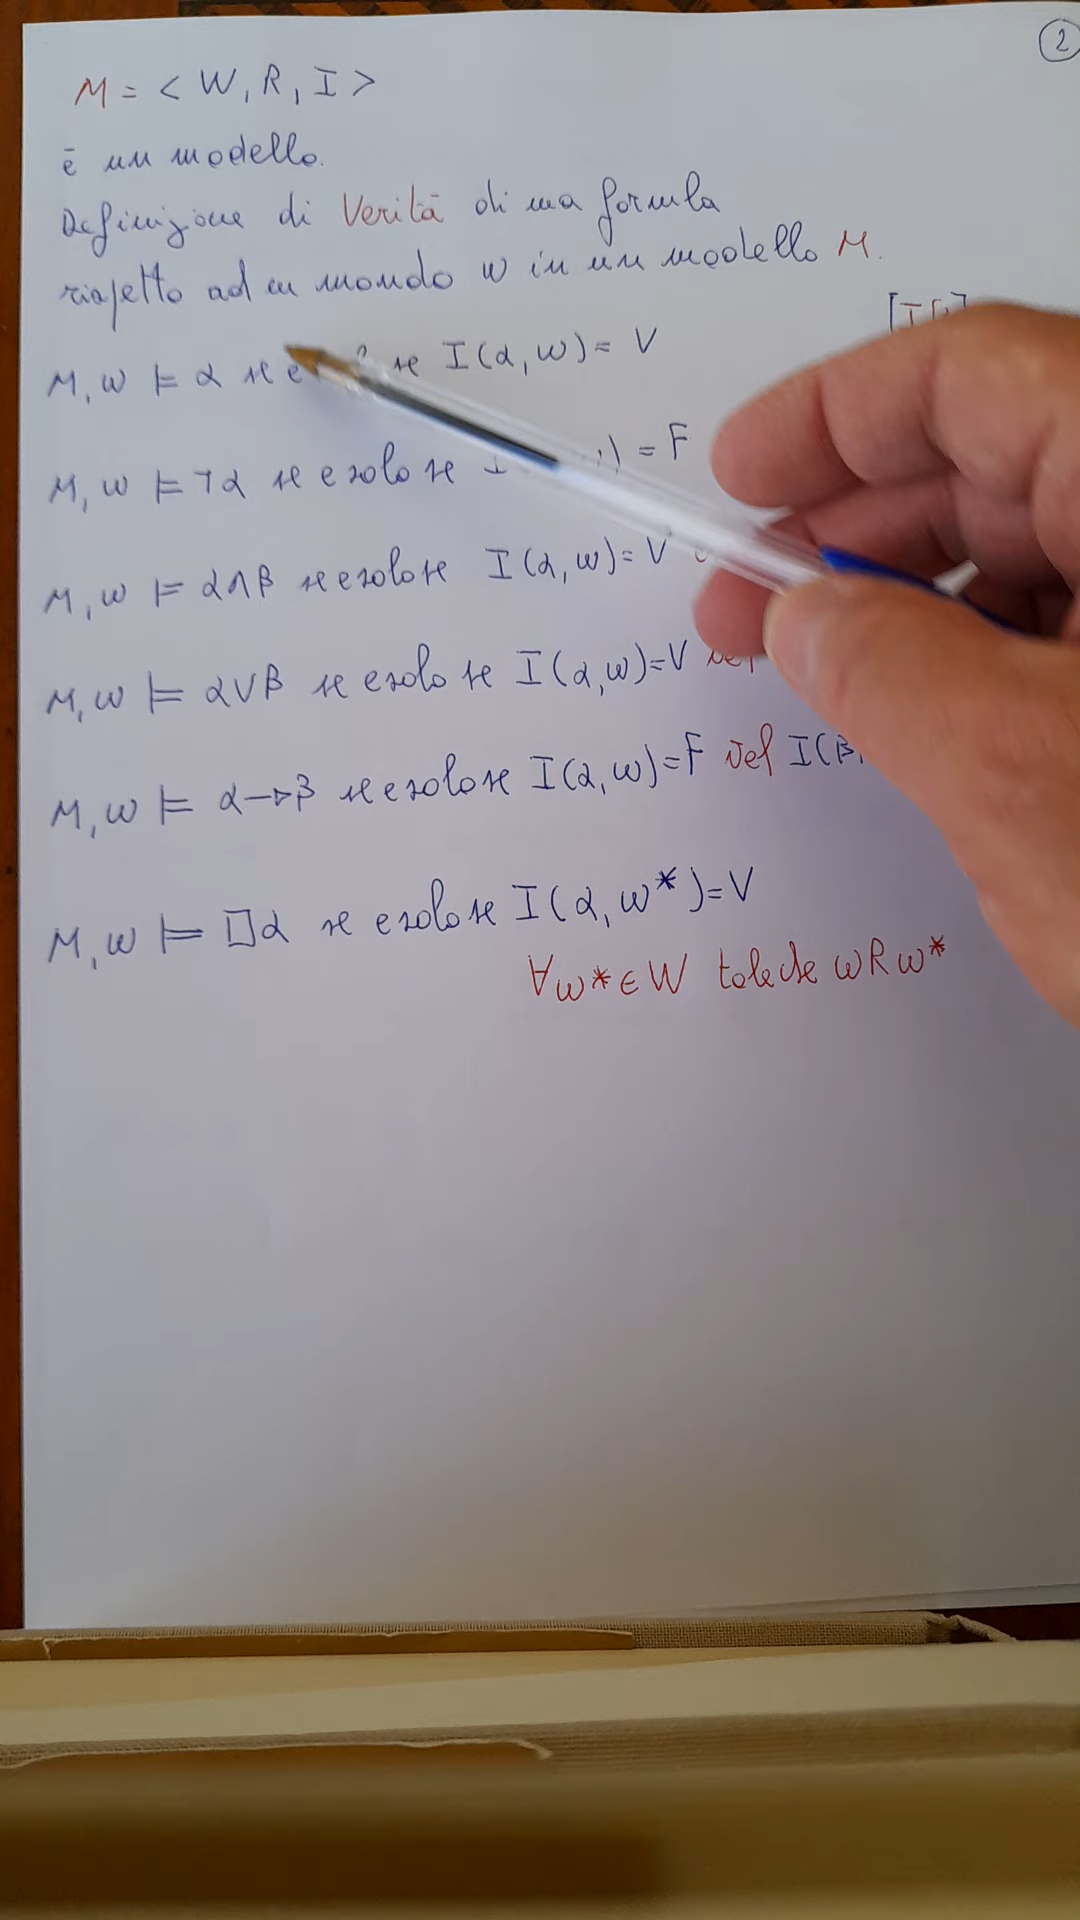 2
M = < W, R, I >
è un modello.
Definizione di Verità di una formula
rispetto ad un mondo w in un modello M.
M, w ⊨ α se e se I(α, w) = V
M, w ⊨ ¬α se e solo se I ) = F
M, w ⊨ α∧β se e solo se I(α, w) = V
M, w ⊨ α∨β se e solo se I(α, w) = V vel
M, w ⊨ α→β se e solo se I(α, w) = F vel I(β,
M, w ⊨ □α se e solo se I(α, w*) = V
∀w* ∈ W tale che wRw*